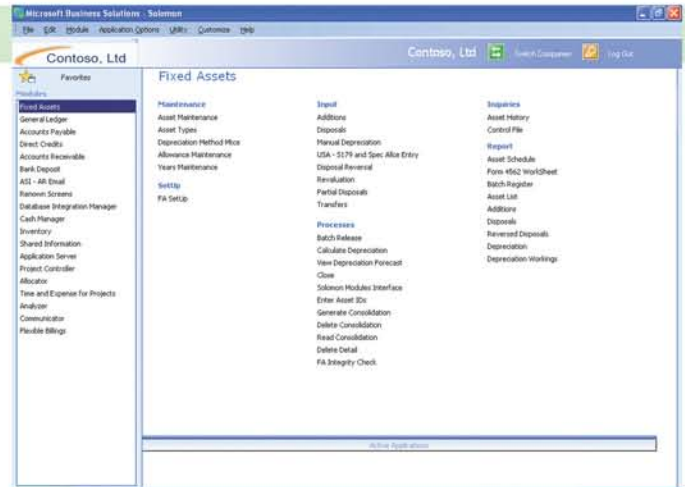 Microsoft Business Solutions - Solomon
File Edit Module Application Options Utility Customize Help
Contoso, Ltd
Contoso, Ltd Switch Companies Log Out
Favorites
Modules
Fixed Assets
General Ledger
Accounts Payable
Direct Credits
Accounts Receivable
Bank Deposit
ASI - AR Email
Renown Screens
Database Integration Manager
Cash Manager
Inventory
Shared Information
Application Server
Project Controller
Allocator
Time and Expense for Projects
Analyzer
Communicator
Flexible Billings
Fixed Assets
Maintenance
Asset Maintenance
Asset Types
Depreciation Method Mtce
Allowance Maintenance
Years Maintenance
SetUp
FA SetUp
Input
Additions
Disposals
Manual Depreciation
USA - S179 and Spec Allce Entry
Disposal Reversal
Revaluation
Partial Disposals
Transfers
Processes
Batch Release
Calculate Depreciation
View Depreciation Forecast
Close
Solomon Modules Interface
Enter Asset IDs
Generate Consolidation
Delete Consolidation
Read Consolidation
Delete Detail
FA Integrity Check
Inquiries
Asset History
Control File
Report
Asset Schedule
Form 4562 WorkSheet
Batch Register
Asset List
Additions
Disposals
Reversed Disposals
Depreciation
Depreciation Workings
Active Applications